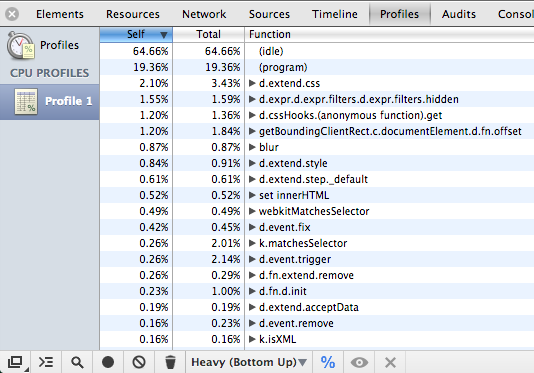 Elements Resources Network Sources Timeline Profiles Audits Conso
Profiles
CPU PROFILES
Profile 1
Self Total Function
64.66% 64.66% (idle)
19.36% 19.36% (program)
2.10% 3.43% d.extend.css
1.55% 1.59% d.expr.d.expr.filters.d.expr.filters.hidden
1.20% 1.36% d.cssHooks.(anonymous function).get
1.20% 1.84% getBoundingClientRect.c.documentElement.d.fn.offset
0.87% 0.87% blur
0.84% 0.91% d.extend.style
0.61% 0.61% d.extend.step._default
0.52% 0.52% set innerHTML
0.49% 0.49% webkitMatchesSelector
0.42% 0.45% d.event.fix
0.26% 2.01% k.matchesSelector
0.26% 2.14% d.event.trigger
0.26% 0.29% d.fn.extend.remove
0.23% 1.00% d.fn.d.init
0.19% 0.19% d.extend.acceptData
0.16% 0.23% d.event.remove
0.16% 0.16% k.isXML
Heavy (Bottom Up) %